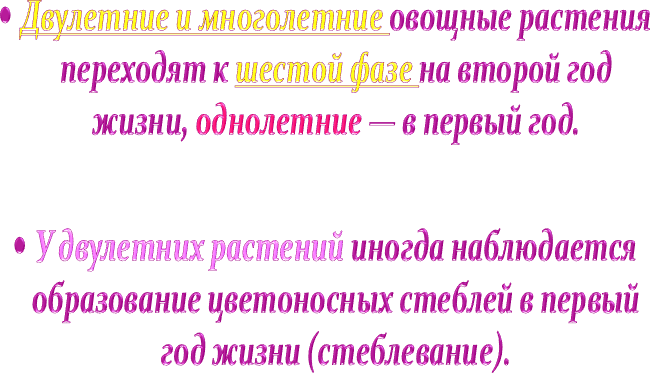 • Двулетние и многолетние овощные растения
переходят к шестой фазе на второй год
жизни, однолетние — в первый год.
• У двулетних растений иногда наблюдается
образование цветоносных стеблей в первый
год жизни (стеблевание).